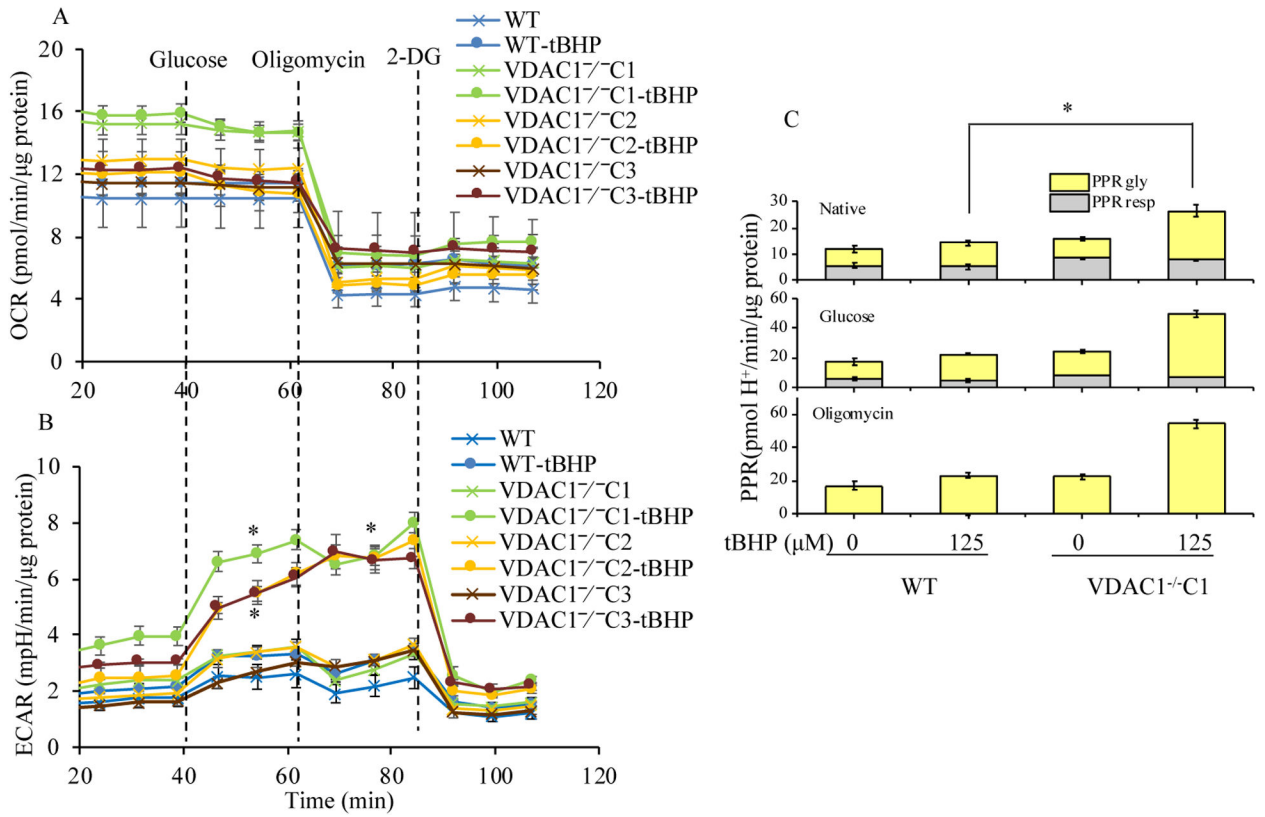 A
WT
WT-tBHP
VDAC1⁻/⁻C1
VDAC1⁻/⁻C1-tBHP
VDAC1⁻/⁻C2
VDAC1⁻/⁻C2-tBHP
VDAC1⁻/⁻C3
VDAC1⁻/⁻C3-tBHP
Glucose Oligomycin 2-DG
OCR (pmol/min/μg protein)
20
16
12
8
4
0
20 40 60 80 100 120
B
WT
WT-tBHP
VDAC1⁻/⁻C1
VDAC1⁻/⁻C1-tBHP
VDAC1⁻/⁻C2
VDAC1⁻/⁻C2-tBHP
VDAC1⁻/⁻C3
VDAC1⁻/⁻C3-tBHP
ECAR (mpH/min/μg protein)
10
8
6
4
2
0
* *
*
20 40 60 80 100 120
Time (min)
C
*
PPR gly
PPR resp
PPR(pmol H⁺/min/μg protein)
Native
30
20
10
0
Glucose
60
40
20
0
Oligomycin
60
40
20
0
tBHP (μM) 0 125 0 125
WT VDAC1⁻/⁻C1